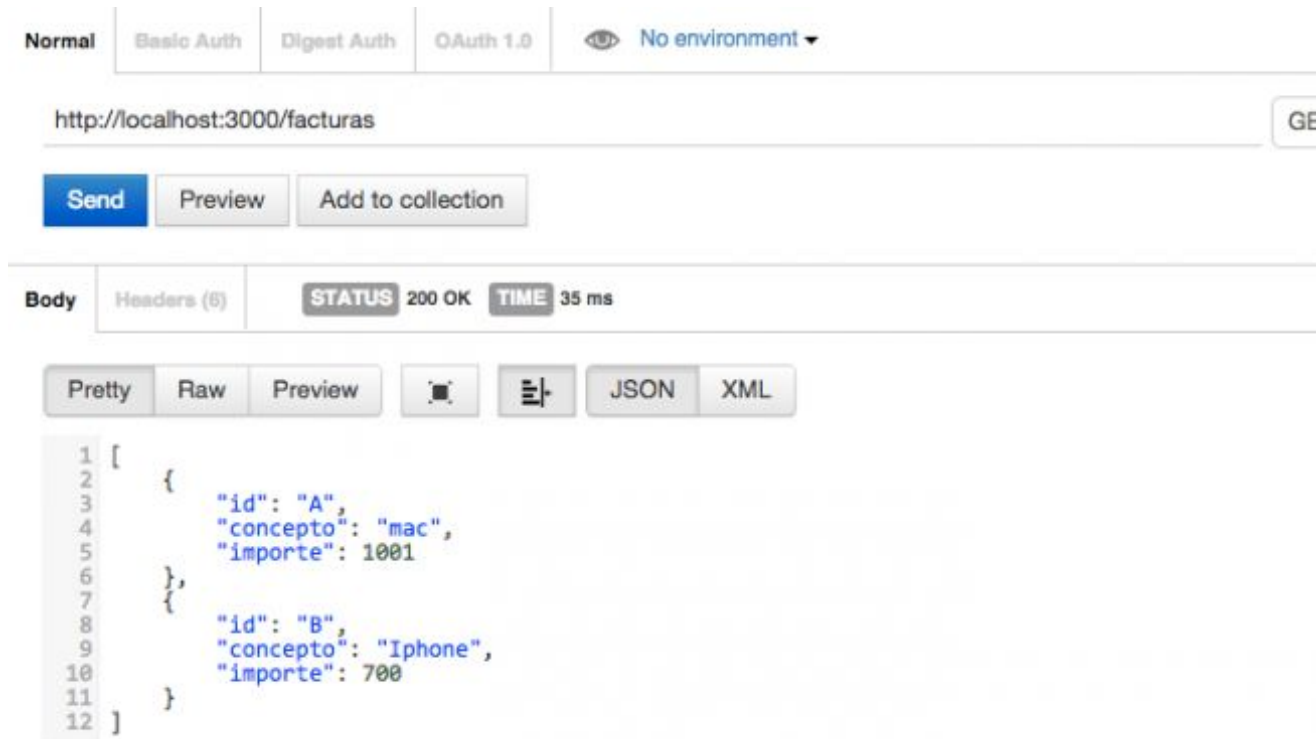 Normal Basic Auth Digest Auth OAuth 1.0 No environment
http://localhost:3000/facturas GE
Send Preview Add to collection
Body Headers (6) STATUS 200 OK TIME 35 ms
Pretty Raw Preview JSON XML
1 [
2 {
3 "id": "A",
4 "concepto": "mac",
5 "importe": 1001
6 },
7 {
8 "id": "B",
9 "concepto": "Iphone",
10 "importe": 700
11 }
12 ]